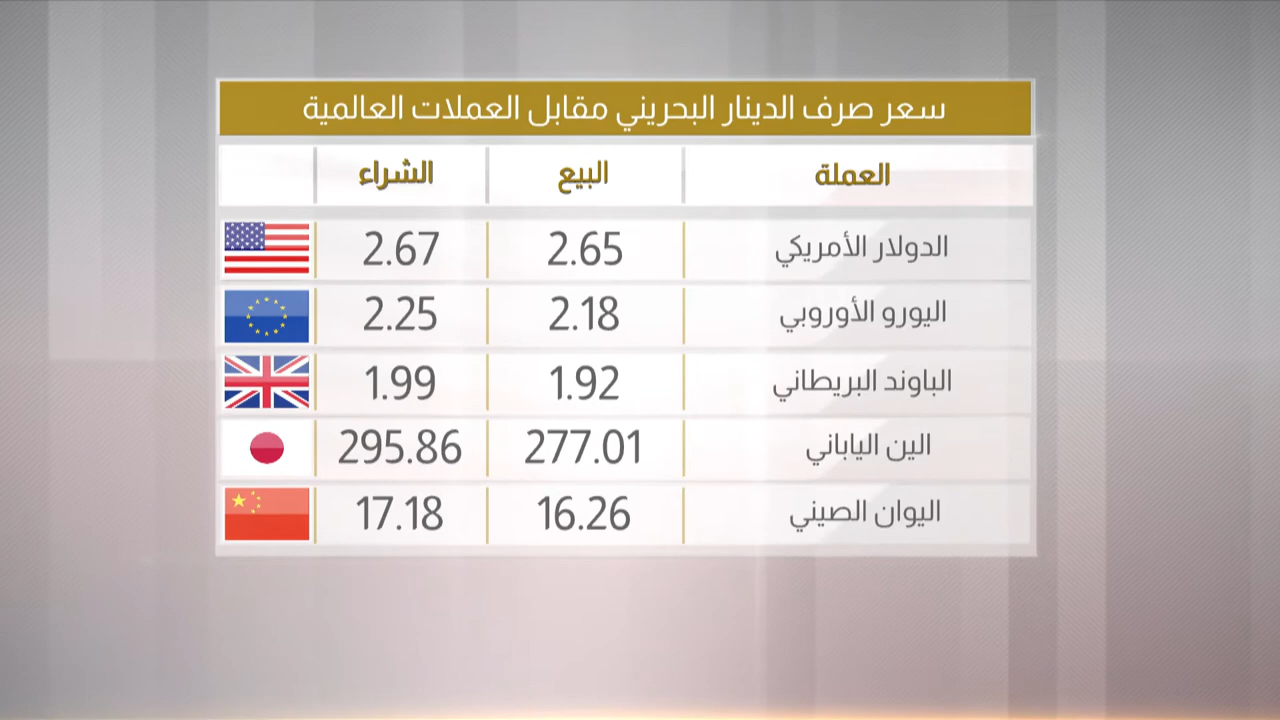 سعر صرف الدينار البحريني مقابل العملات العالمية
العملة البيع الشراء
الدولار الأمريكي 2.65 2.67
اليورو الأوروبي 2.18 2.25
الباوند البريطاني 1.92 1.99
الين الياباني 277.01 295.86
اليوان الصيني 16.26 17.18